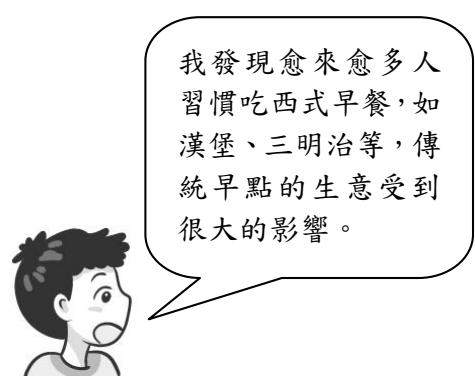 我發現愈來愈多人
習慣吃西式早餐，如
漢堡、三明治等，傳
統早點的生意受到
很大的影響。